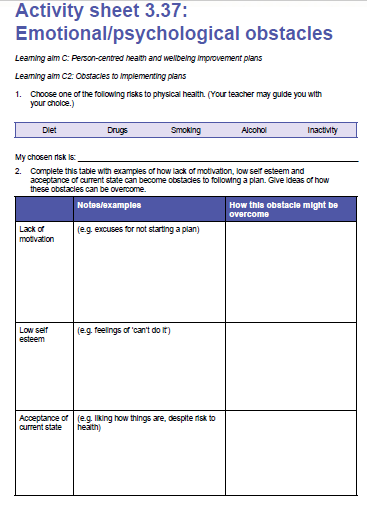 Activity sheet 3.37:
Emotional/psychological obstacles
Learning aim C: Person-centred health and wellbeing improvement plans
Learning aim C2: Obstacles to implementing plans
1. Choose one of the following risks to physical health. (Your teacher may guide you with
your choice.)
Diet Drugs Smoking Alcohol Inactivity
My chosen risk is:
2. Complete this table with examples of how lack of motivation, low self esteem and
acceptance of current state can become obstacles to following a plan. Give ideas of how
these obstacles can be overcome.
Notes/examples How this obstacle might be
overcome
Lack of (e.g. excuses for not starting a plan)
motivation
Low self (e.g. feelings of 'can't do it')
esteem
Acceptance of (e.g. liking how things are, despite risk to
current state health)